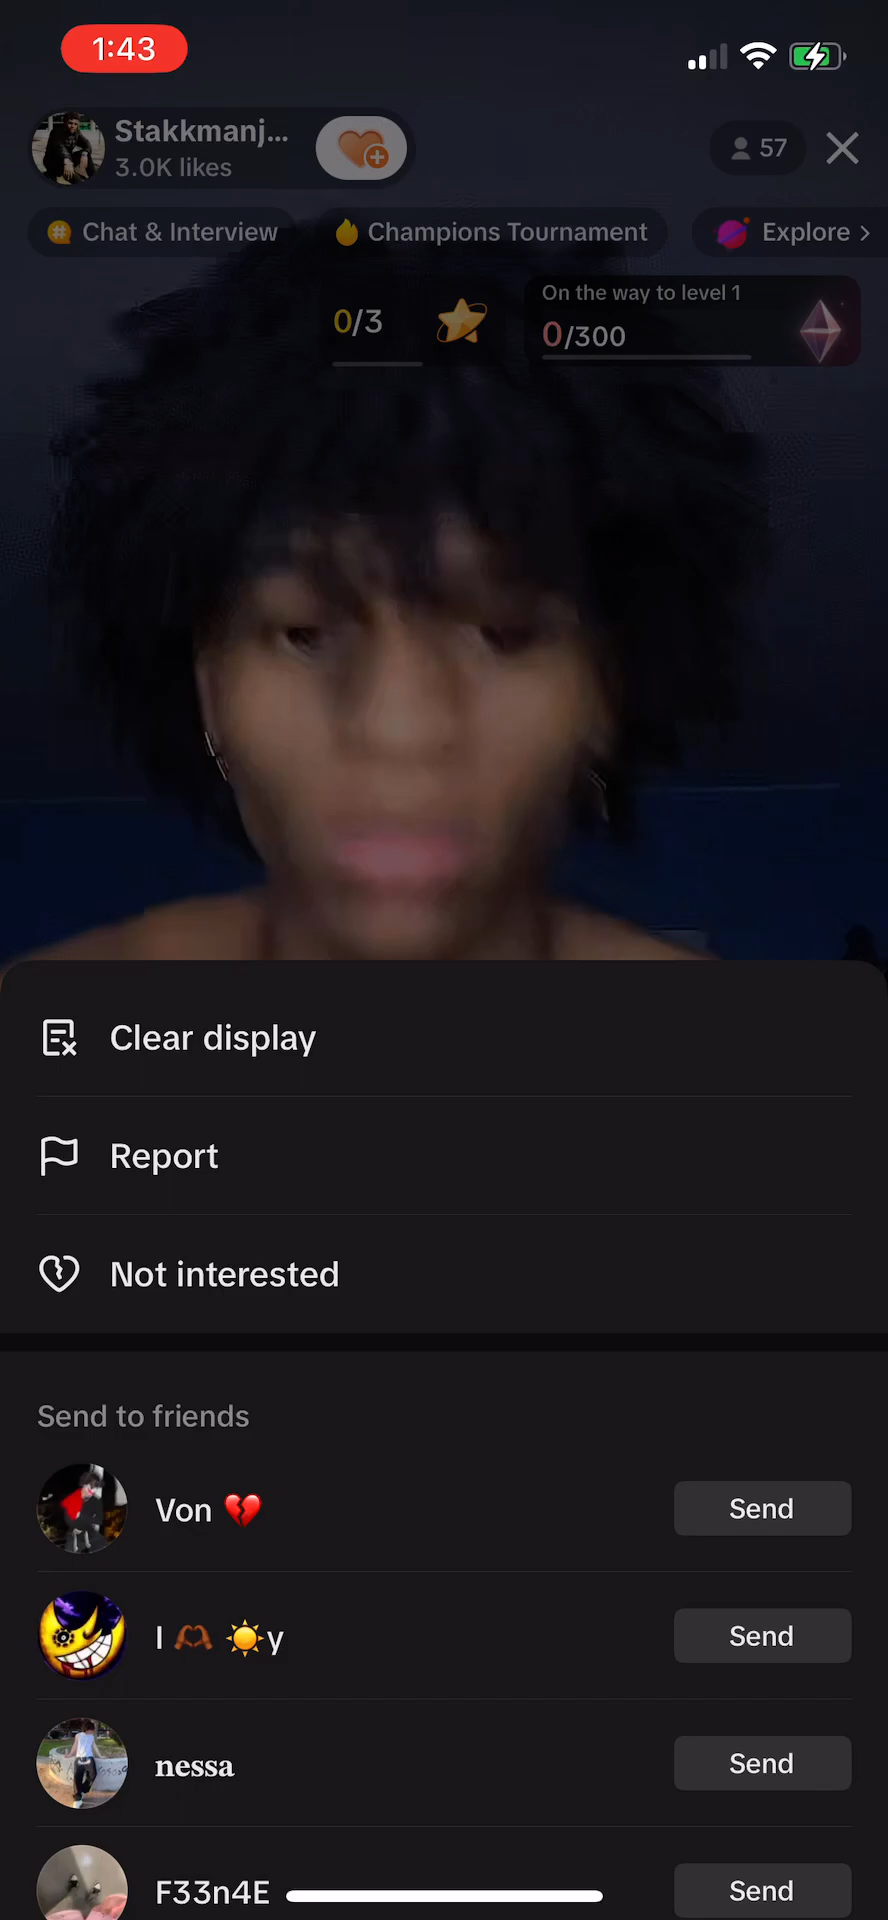 1:43
Stakkmanj...
3.0K likes
57
Chat & Interview
Champions Tournament
Explore >
0/3
On the way to level 1
0/300
Clear display
Report
Not interested
Send to friends
Von 💔
Send
I 🫶🏾 ☀️y
Send
nessa
Send
F33n4E
Send